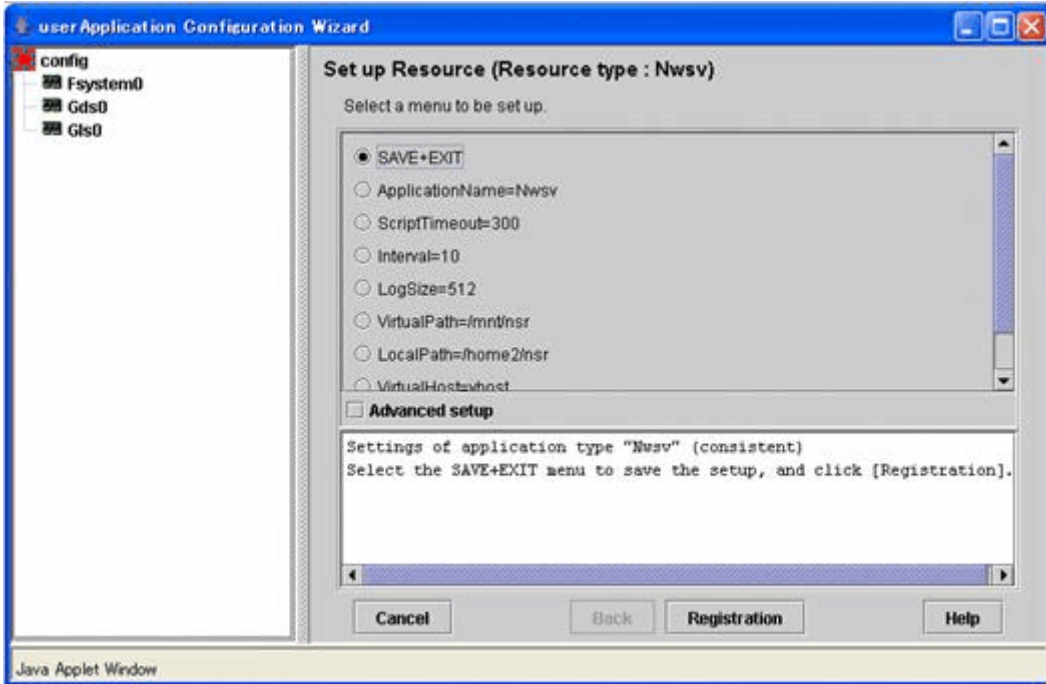 userApplication Configuration Wizard
config
Fsystem0
Gds0
Gls0
Set up Resource (Resource type : Nwsv)
Select a menu to be set up.
SAVE+EXIT
ApplicationName=Nwsv
ScriptTimeout=300
Interval=10
LogSize=512
VirtualPath=/mnt/nsr
LocalPath=/home2/nsr
VirtualHost=vhost
Advanced setup
Settings of application type "Nwsv" (consistent)
Select the SAVE+EXIT menu to save the setup, and click [Registration].
Cancel
Back
Registration
Help
Java Applet Window